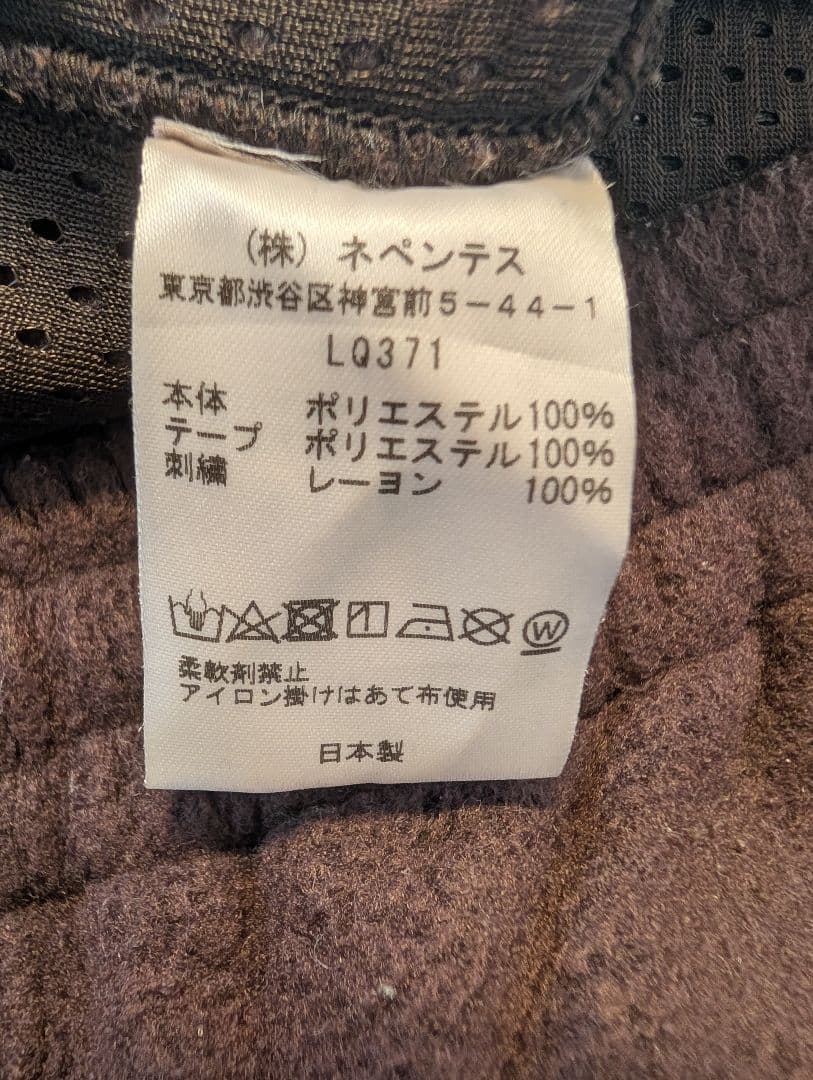 (株) ネペンテス
東京都渋谷区神宮前5-44-1
LQ371
本体 ポリエステル100%
テープ ポリエステル100%
刺繍 レーヨン 100%
W
柔軟剤禁止
アイロン掛けはあて布使用
日本製